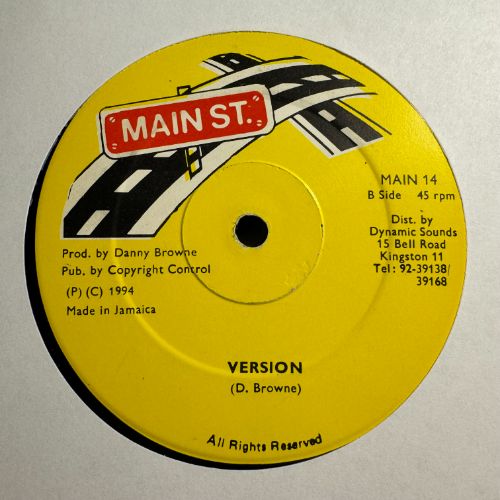 MAIN ST.
MAIN 14
B Side 45 rpm
Dist. by
Dynamic Sounds
15 Bell Road
Kingston 11
Tel: 92-39138/
39168
Prod. by Danny Browne
Pub. by Copyright Control
(P) (C) 1994
Made in Jamaica
VERSION
(D. Browne)
All Rights Reserved